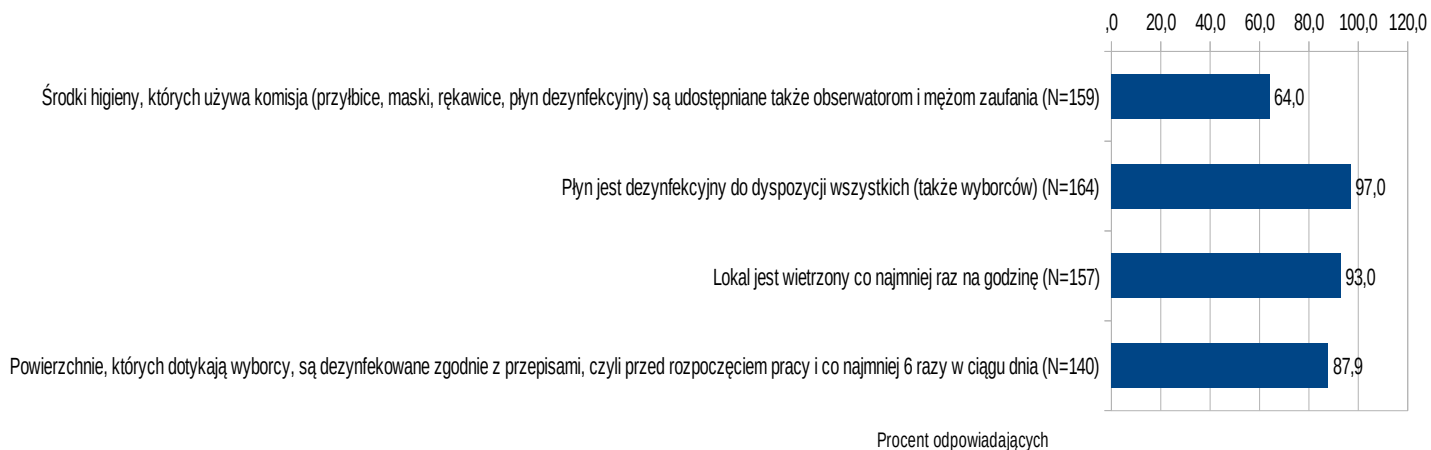 ,0 20,0 40,0 60,0 80,0 100,0 120,0
Środki higieny, których używa komisja (przyłbice, maski, rękawice, płyn dezynfekcyjny) są udostępniane także obserwatorom i mężom zaufania (N=159) 64,0
Płyn jest dezynfekcyjny do dyspozycji wszystkich (także wyborców) (N=164) 97,0
Lokal jest wietrzony co najmniej raz na godzinę (N=157) 93,0
Powierzchnie, których dotykają wyborcy, są dezynfekowane zgodnie z przepisami, czyli przed rozpoczęciem pracy i co najmniej 6 razy w ciągu dnia (N=140) 87,9
Procent odpowiadających